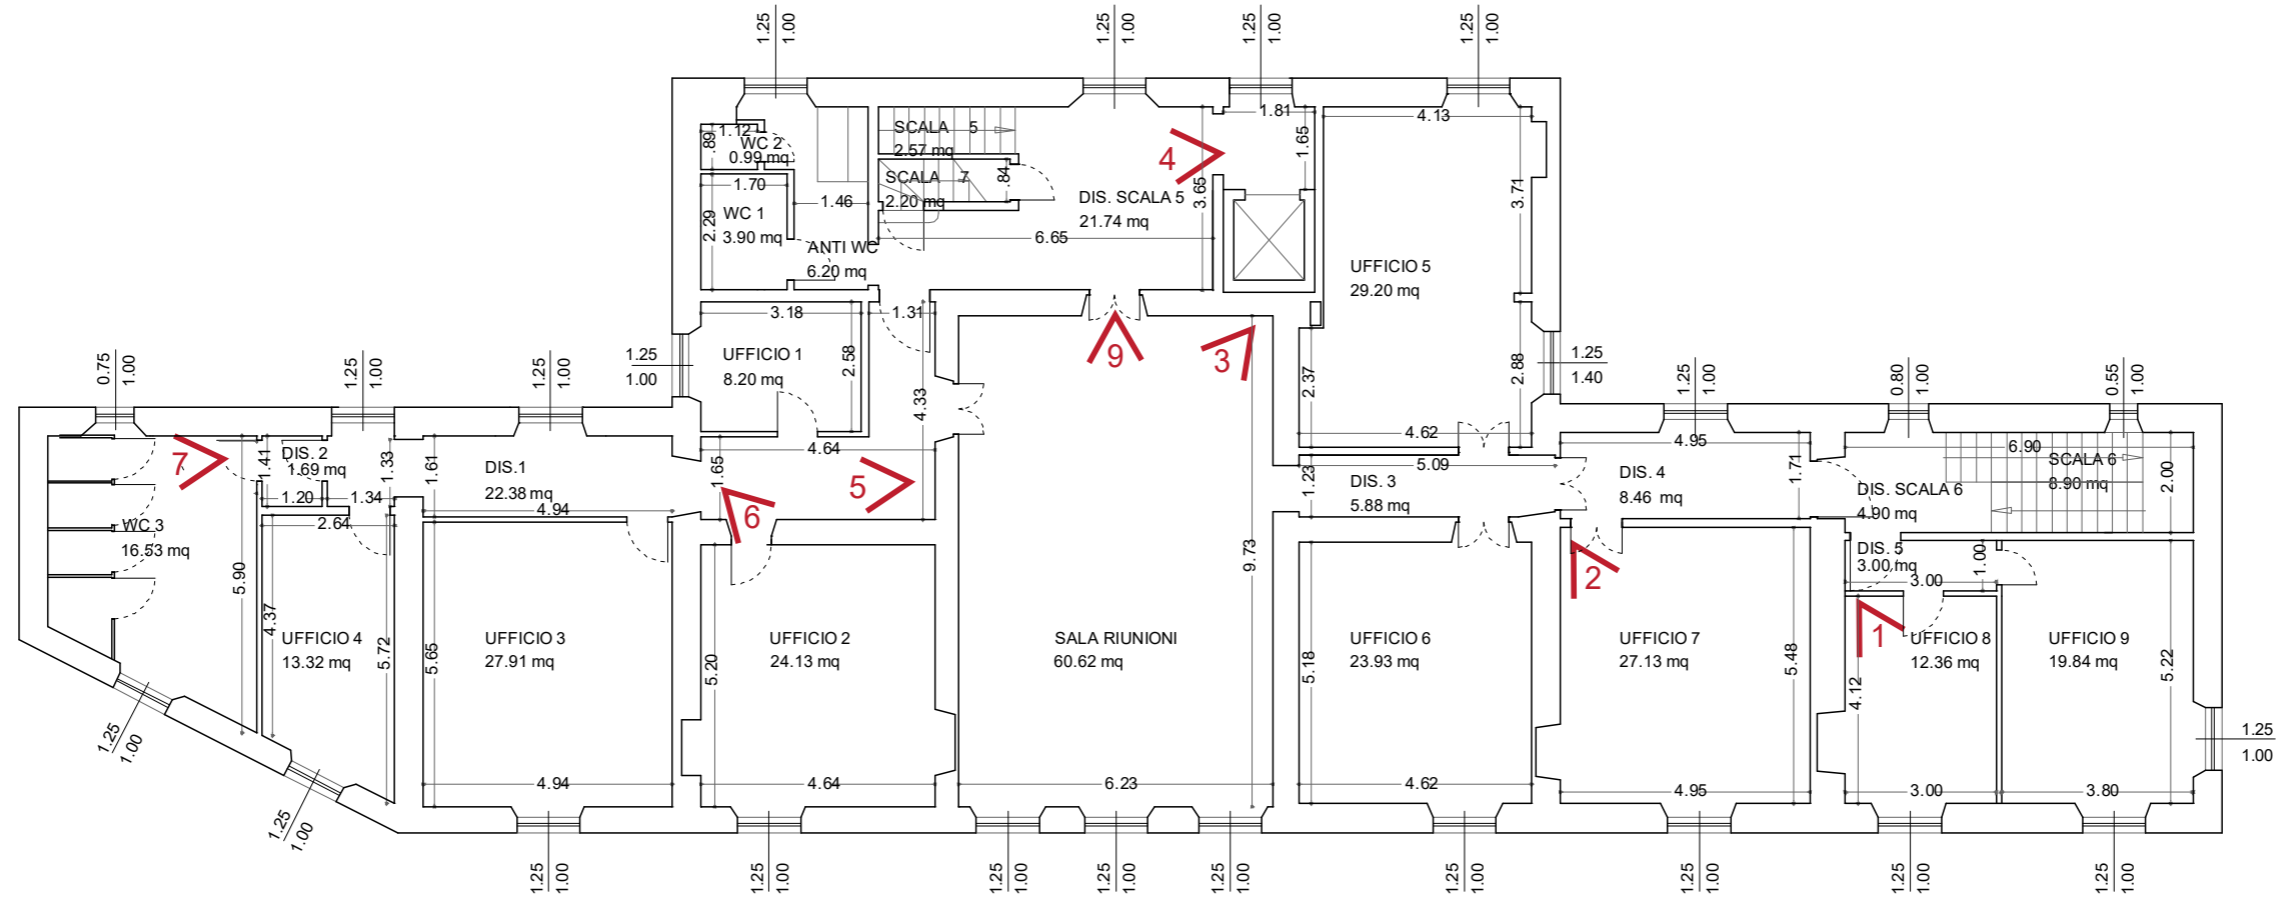 1.25
1.00
1.25
1.00
1.25
1.00
1.25
1.00
1.12
.89
WC 2
0.99 mq
SCALA 5
2.57 mq
4
1.81
1.65
4.13
1.70
SCALA 7
2.20 mq
.84
3.65
DIS. SCALA 5
21.74 mq
3.71
2.29
WC 1
3.90 mq
1.46
6.65
ANTI WC
6.20 mq
UFFICIO 5
29.20 mq
3.18
1.31
1.25
1.00
UFFICIO 1
8.20 mq
2.58
9
3
2.37
2.88
1.25
1.40
0.75
1.00
1.25
1.00
1.25
1.00
4.33
1.25
1.00
0.80
1.00
0.55
1.00
4.62
4.95
6.90
7
1.41
DIS. 2
1.69 mq
1.33
1.61
DIS.1
22.38 mq
4.64
1.65
5
6
1.23
5.09
DIS. 3
5.88 mq
DIS. 4
8.46 mq
1.71
SCALA 6
8.90 mq
2.00
DIS. SCALA 6
4.90 mq
1.20
1.34
4.94
2.64
WC 3
16.53 mq
5.90
9.73
DIS. 5
3.00 mq
1.00
3.00
2
4.37
UFFICIO 4
13.32 mq
5.72
5.65
UFFICIO 3
27.91 mq
5.20
UFFICIO 2
24.13 mq
SALA RIUNIONI
60.62 mq
5.18
UFFICIO 6
23.93 mq
UFFICIO 7
27.13 mq
5.48
1
4.12
UFFICIO 8
12.36 mq
UFFICIO 9
19.84 mq
5.22
1.25
1.00
1.25
1.00
4.94
4.64
6.23
4.62
4.95
3.00
3.80
1.25
1.00
1.25
1.00
1.25
1.00
1.25
1.00
1.25
1.00
1.25
1.00
1.25
1.00
1.25
1.00
1.25
1.00
1.25
1.00